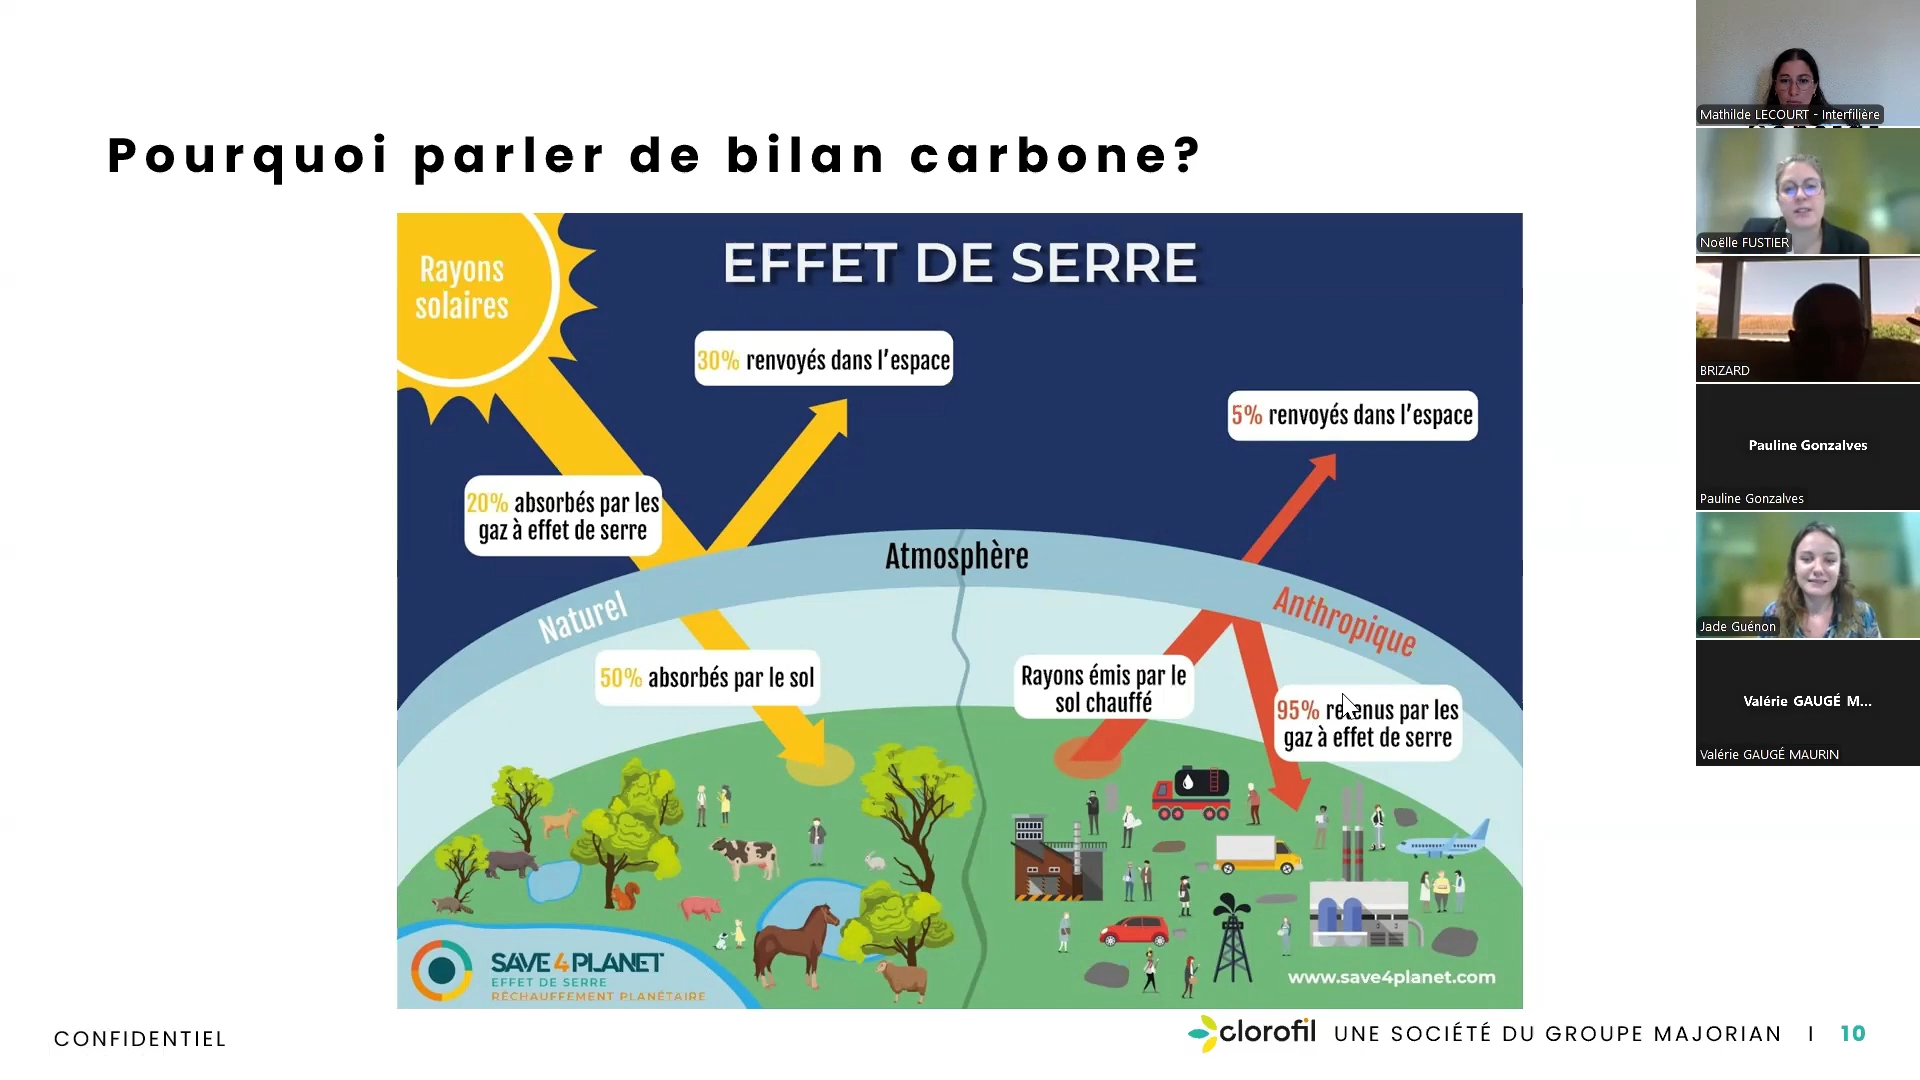 Pourquoi parler de bilan carbone?
EFFET DE SERRE
Rayons
solaires
30% renvoyés dans l'espace
5% renvoyés dans l'espace
20% absorbés par les
gaz à effet de serre
Atmosphère
Naturel
Anthropique
50% absorbés par le sol
Rayons émis par le
sol chauffé
95% retenus par les
gaz à effet de serre
SAVE 4 PLANET
EFFET DE SERRE
RÉCHAUFFEMENT PLANÉTAIRE
www.save4planet.com
CONFIDENTIEL
clorofil UNE SOCIÉTÉ DU GROUPE MAJORIAN I 10
Mathilde LECOURT - Interfilière
Noëlle FUSTIER
BRIZARD
Pauline Gonzalves
Pauline Gonzalves
Jade Guénon
Valérie GAUGÉ M...
Valérie GAUGÉ MAURIN